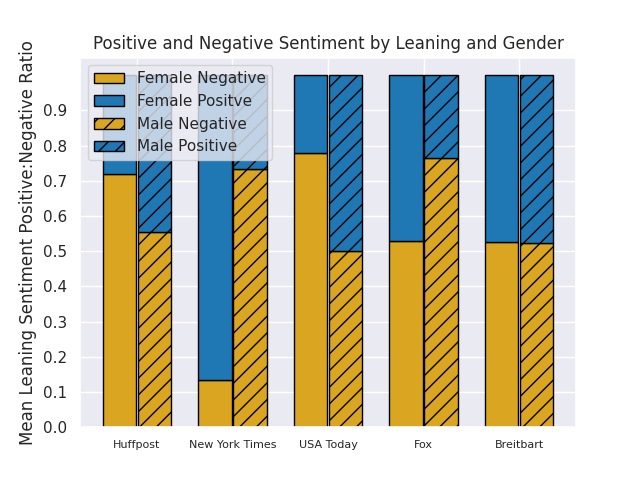 Positive and Negative Sentiment by Leaning and Gender
Mean Leaning Sentiment Positive:Negative Ratio
Female Negative
Female Positve
Male Negative
Male Positive
0.9
0.8
0.7
0.6
0.5
0.4
0.3
0.2
0.1
0.0
Huffpost
New York Times
USA Today
Fox
Breitbart